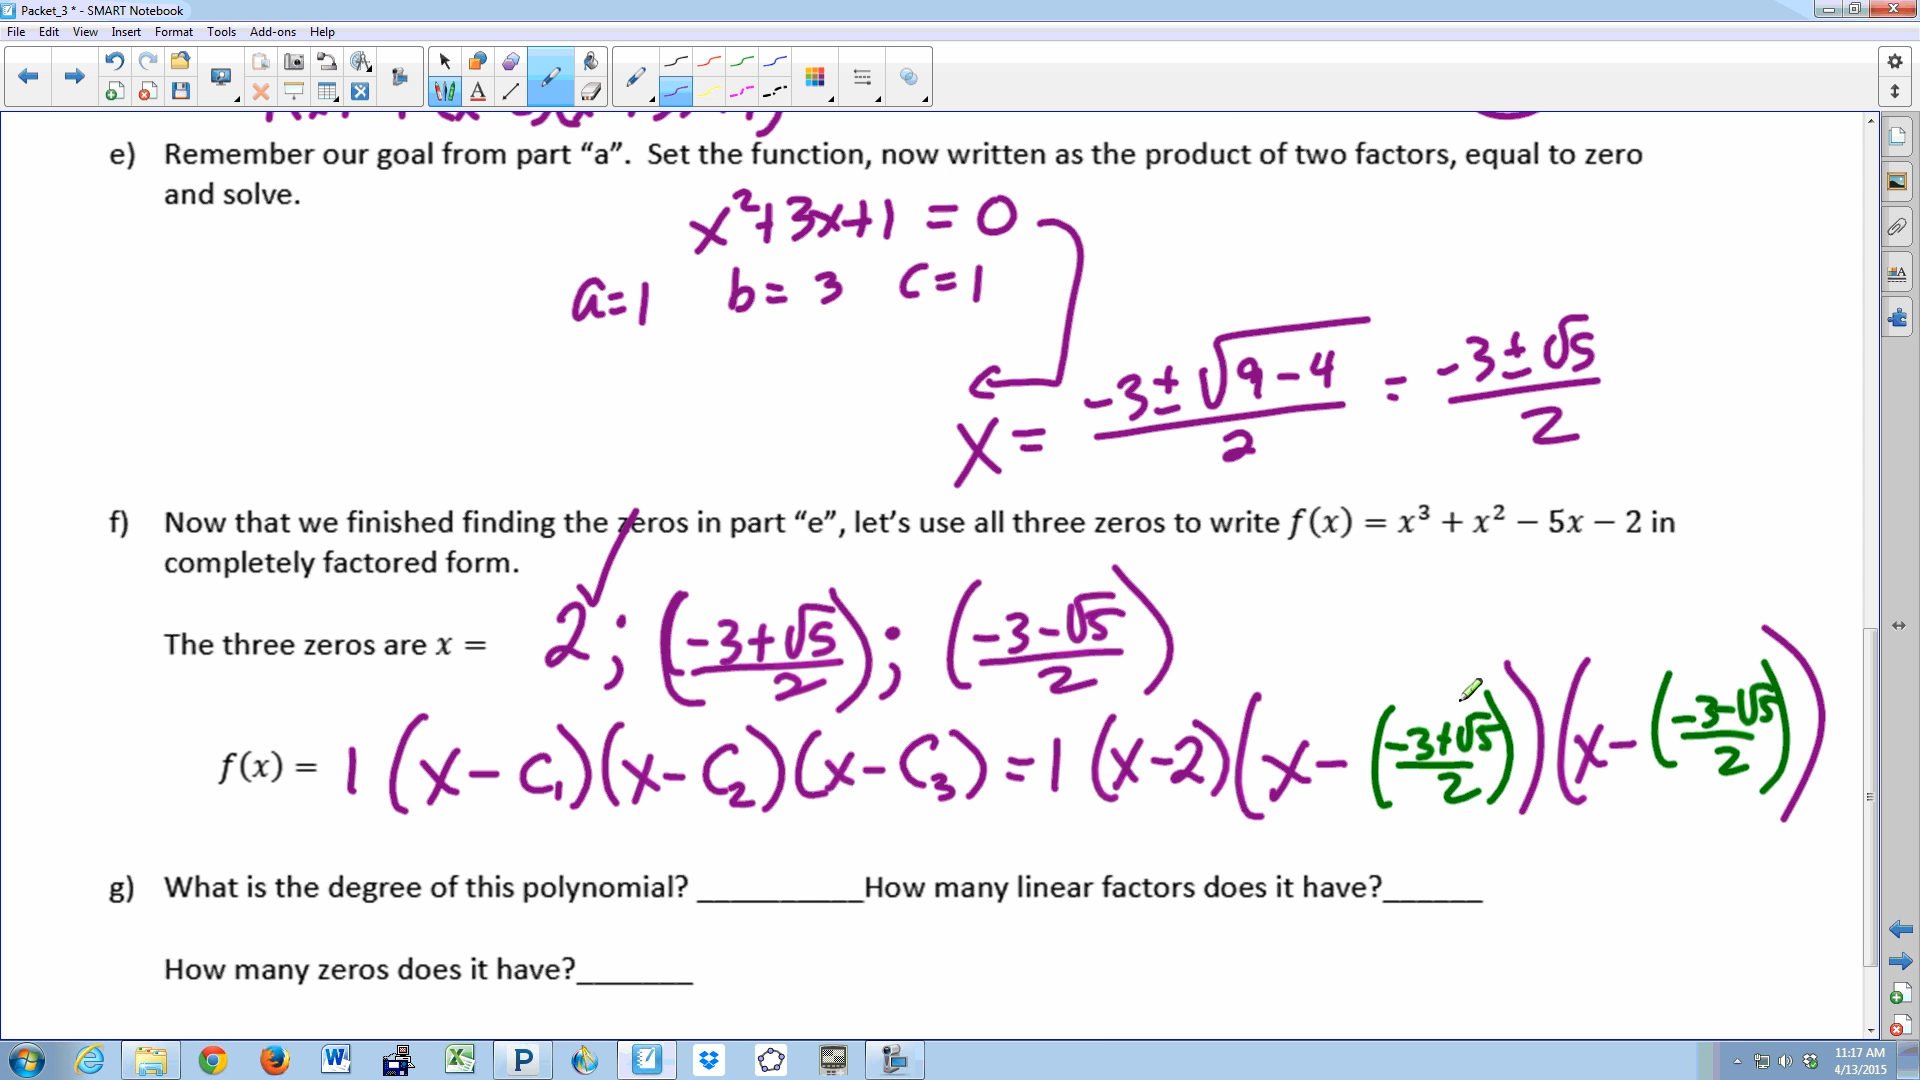 Packet_3 * - SMART Notebook
File Edit View Insert Format Tools Add-ons Help
e) Remember our goal from part “a”. Set the function, now written as the product of two factors, equal to zero
and solve.
x²+3x+1 = 0
a=1 b=3 c=1
x = (-3±√(9-4))/2 = (-3±√5)/2
f) Now that we finished finding the zeros in part “e”, let’s use all three zeros to write f(x) = x³ + x² − 5x − 2 in
completely factored form.
The three zeros are x = 2 ; ((-3+√5)/2) ; ((-3-√5)/2)
f(x) = 1(x-c₁)(x-c₂)(x-c₃) = 1(x-2)(x-((-3+√5)/2))(x-((-3-√5)/2))
g) What is the degree of this polynomial? __________How many linear factors does it have?______
How many zeros does it have?_______
11:17 AM
4/13/2015